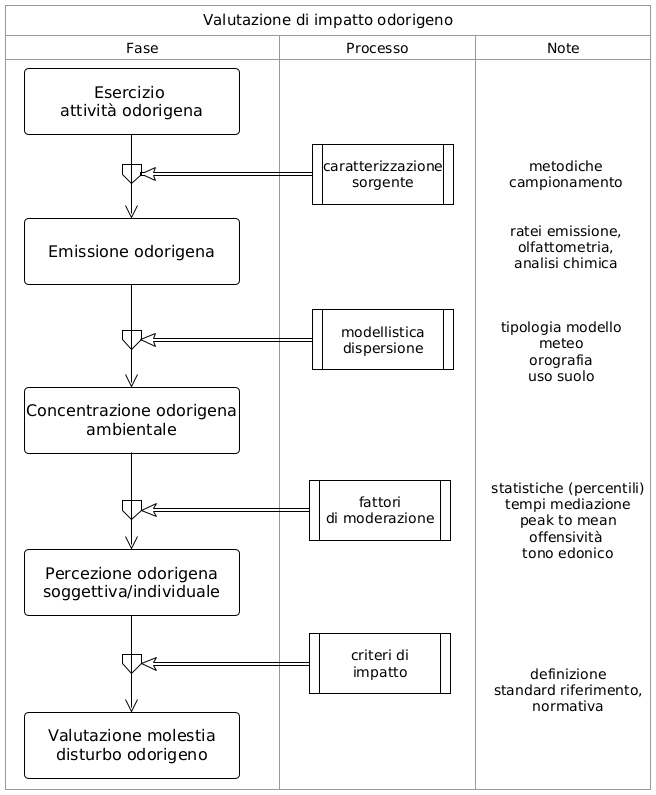 Valutazione di impatto odorigeno
Fase
Processo
Note
Esercizio
attività odorigena
caratterizzazione
sorgente
metodiche
campionamento
Emissione odorigena
ratei emissione,
olfattometria,
analisi chimica
modellistica
dispersione
tipologia modello
meteo
orografia
uso suolo
Concentrazione odorigena
ambientale
fattori
di moderazione
statistiche (percentili)
tempi mediazione
peak to mean
offensività
tono edonico
Percezione odorigena
soggettiva/individuale
criteri di
impatto
definizione
standard riferimento,
normativa
Valutazione molestia
disturbo odorigeno